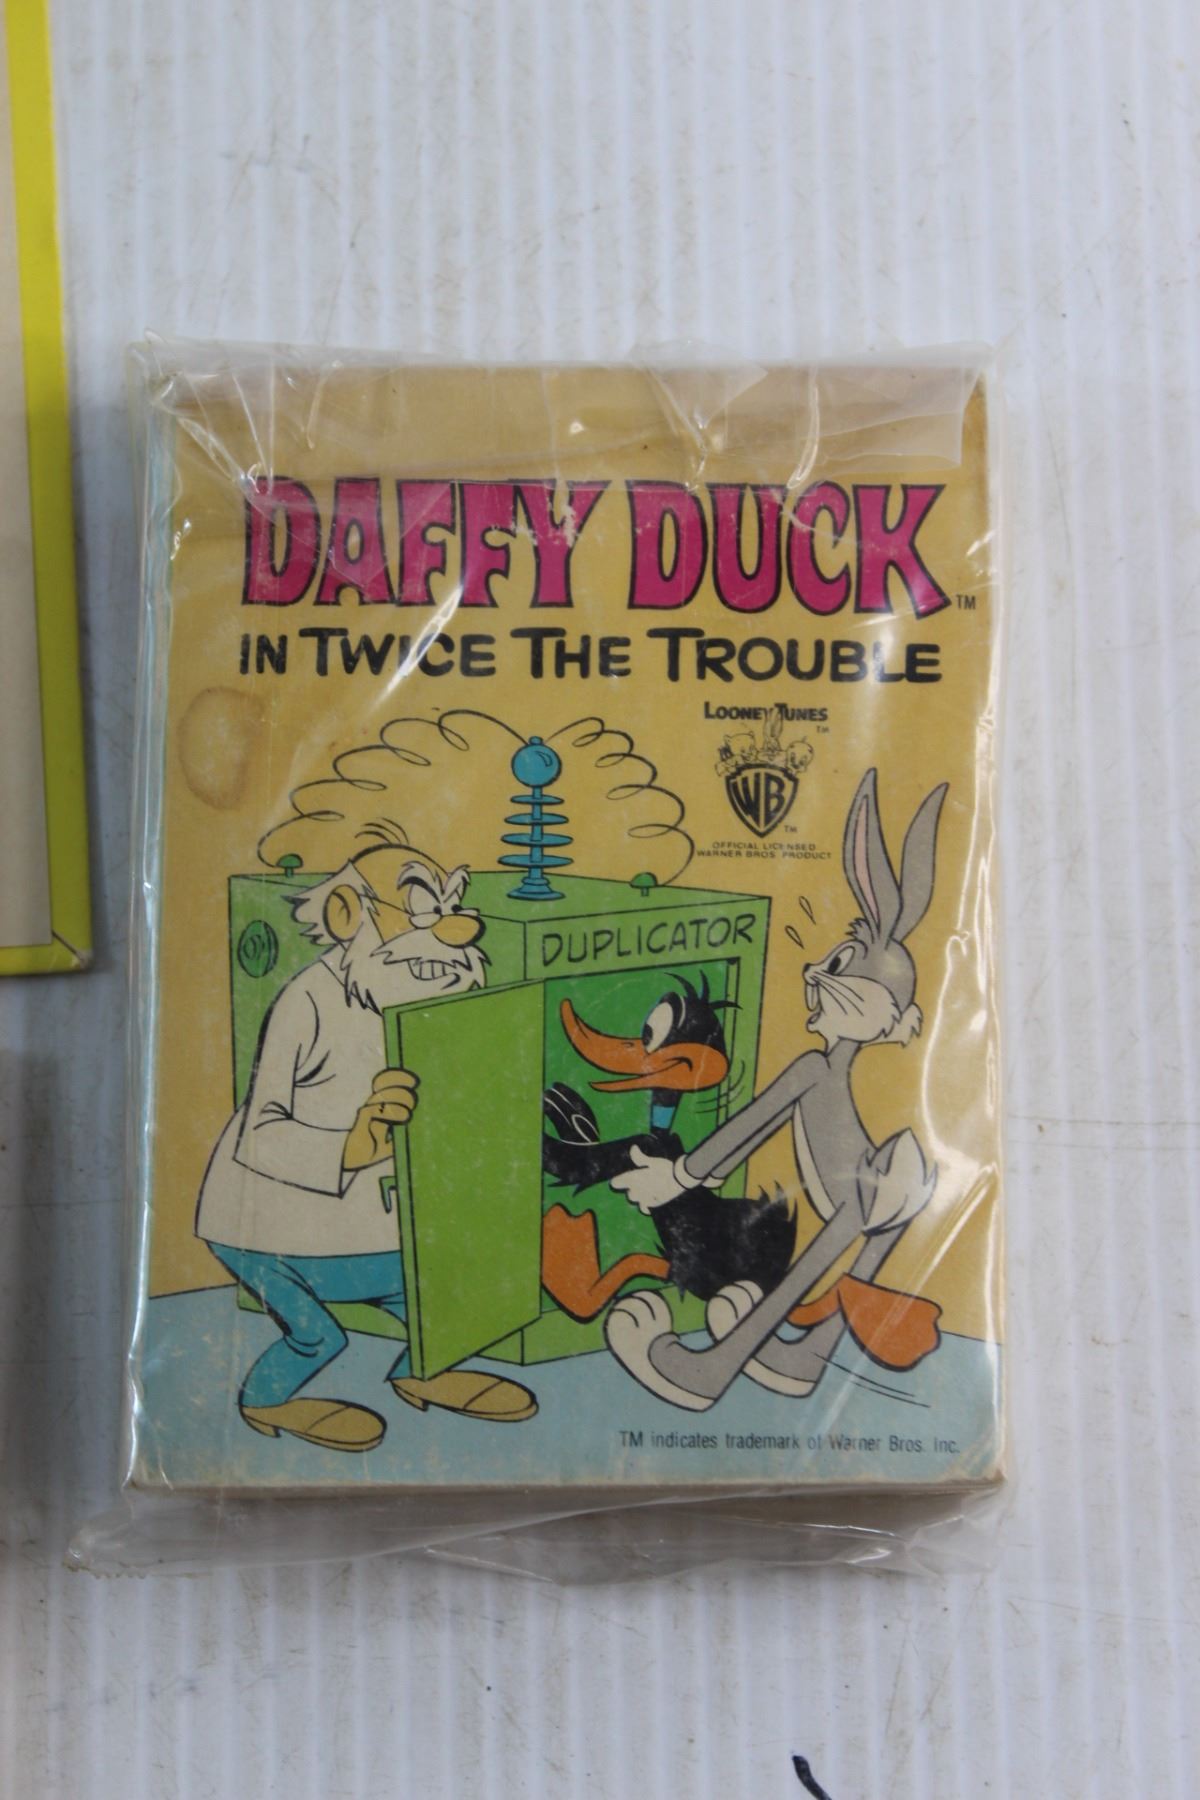 DAFFY DUCK TM
IN TWICE THE TROUBLE
LOONEY TUNES
TM
WB
TM
OFFICIAL LICENSED
WARNER BROS PRODUCT
DUPLICATOR
TM indicates trademark of Warner Bros. Inc.